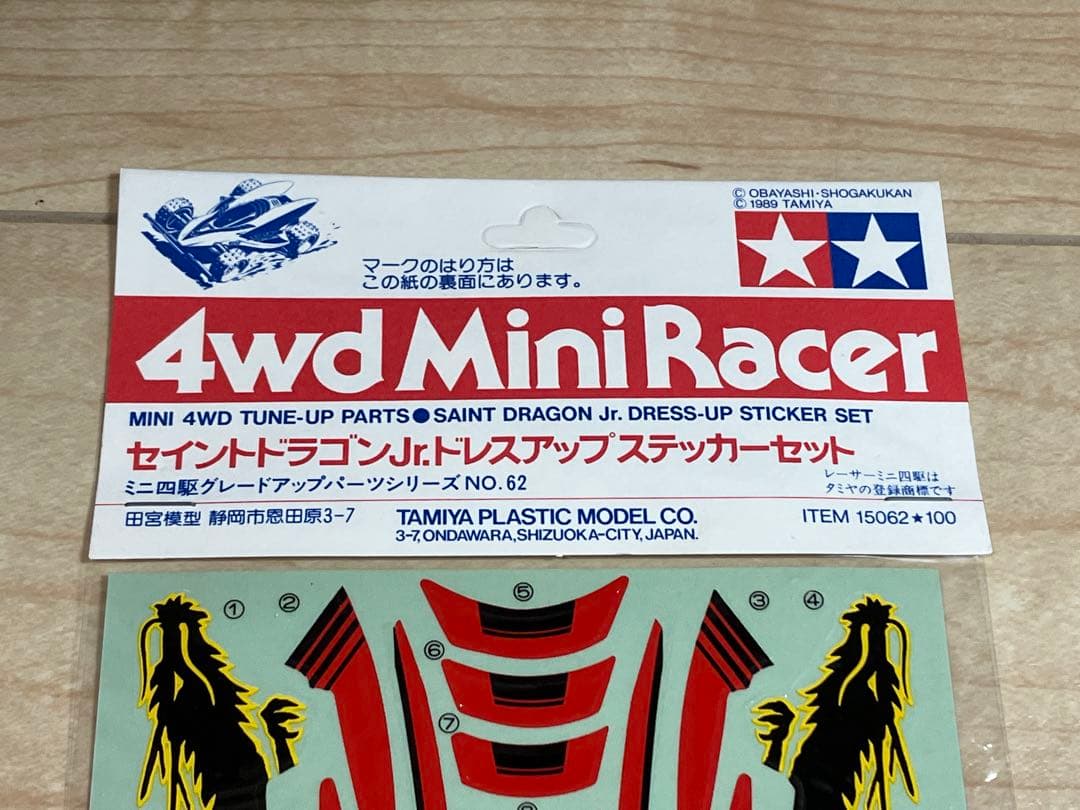 © OBAYASHI·SHOGAKUKAN
© 1989 TAMIYA
マークのはり方は
この紙の裏面にあります。
4wd Mini Racer
MINI 4WD TUNE-UP PARTS●SAINT DRAGON Jr. DRESS-UP STICKER SET
セイントドラゴンJr.ドレスアップステッカーセット
ミニ四駆グレードアップパーツシリーズNO.62
レーサーミニ四駆は
タミヤの登録商標です
田宮模型 静岡市恩田原3-7
TAMIYA PLASTIC MODEL CO.
3-7, ONDAWARA, SHIZUOKA-CITY, JAPAN.
ITEM 15062★100
① ② ⑤ ③ ④
⑥
⑦